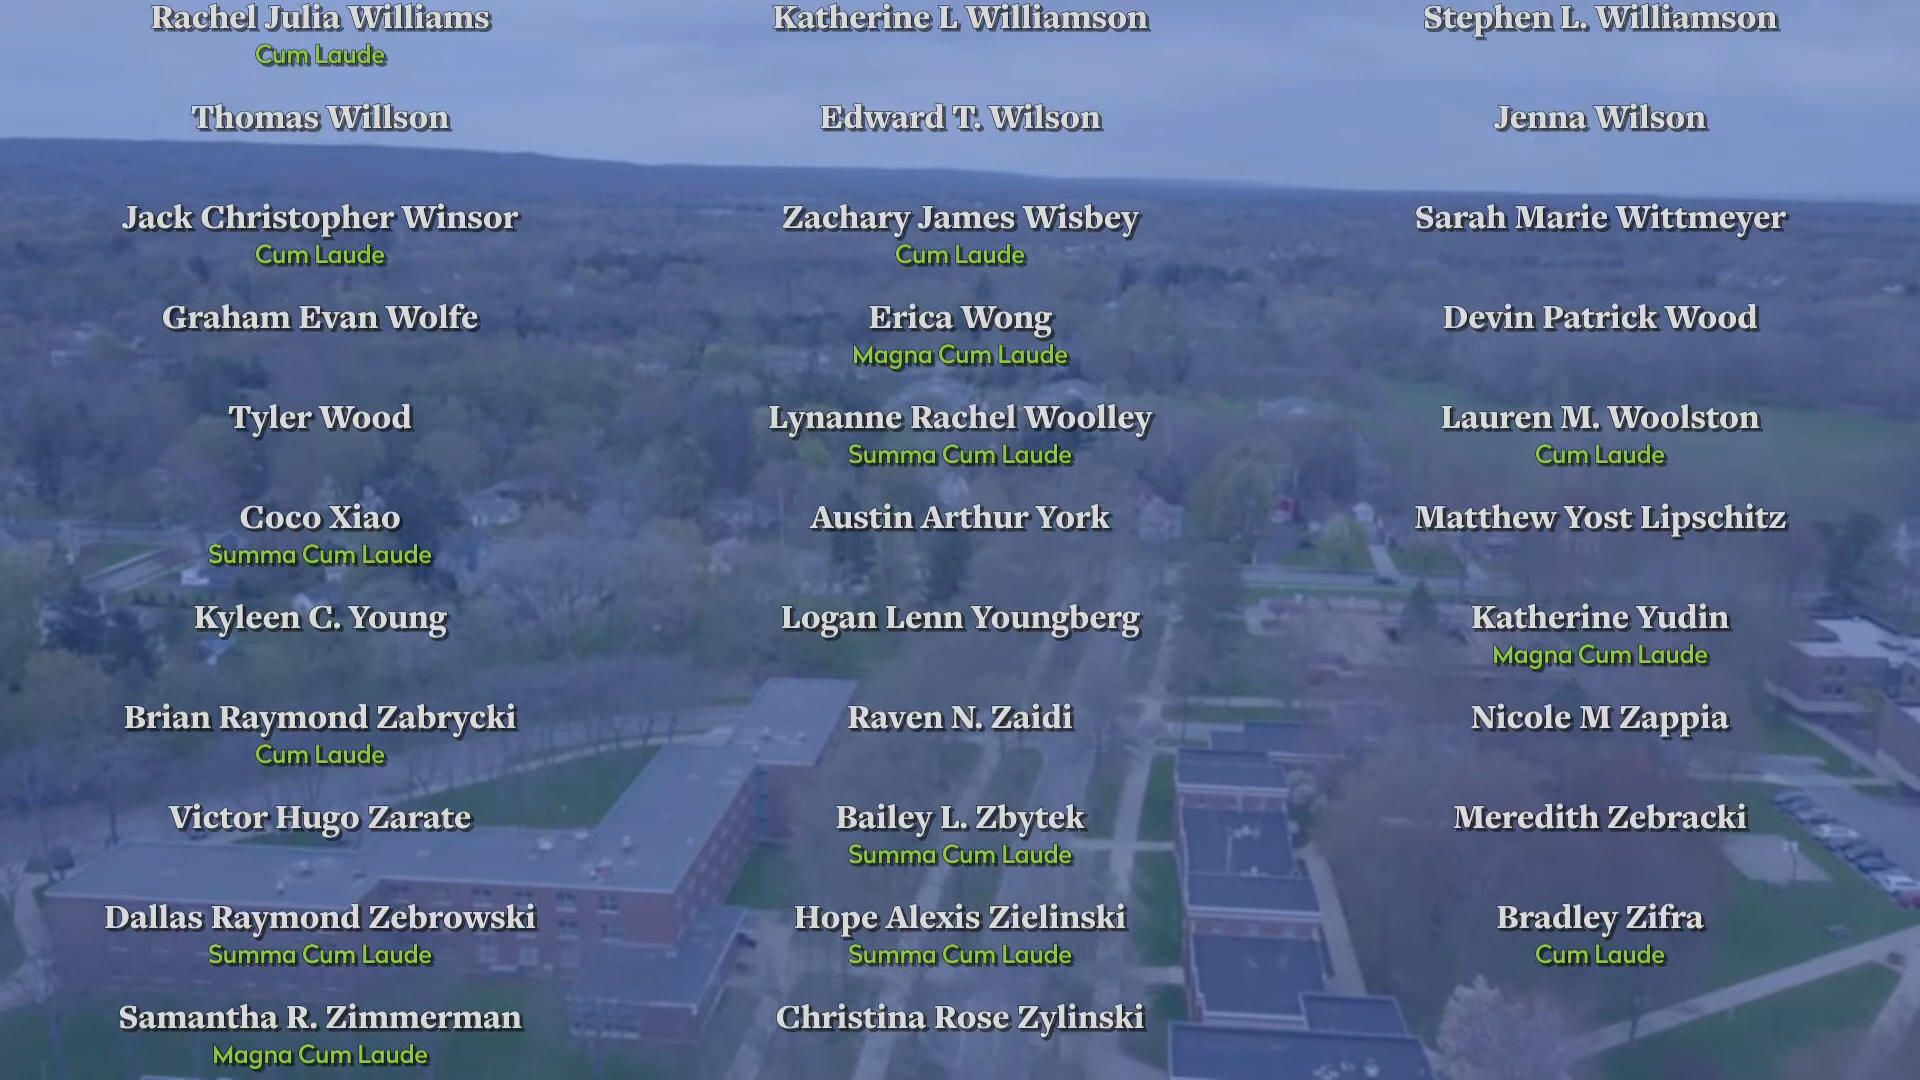 Rachel Julia Williams
Cum Laude
Katherine L Williamson
Stephen L. Williamson
Thomas Willson
Edward T. Wilson
Jenna Wilson
Jack Christopher Winsor
Cum Laude
Zachary James Wisbey
Cum Laude
Sarah Marie Wittmeyer
Graham Evan Wolfe
Erica Wong
Magna Cum Laude
Devin Patrick Wood
Tyler Wood
Lynanne Rachel Woolley
Summa Cum Laude
Lauren M. Woolston
Cum Laude
Coco Xiao
Summa Cum Laude
Austin Arthur York
Matthew Yost Lipschitz
Kyleen C. Young
Logan Lenn Youngberg
Katherine Yudin
Magna Cum Laude
Brian Raymond Zabrycki
Cum Laude
Raven N. Zaidi
Nicole M Zappia
Victor Hugo Zarate
Bailey L. Zbytek
Summa Cum Laude
Meredith Zebracki
Dallas Raymond Zebrowski
Summa Cum Laude
Hope Alexis Zielinski
Summa Cum Laude
Bradley Zifra
Cum Laude
Samantha R. Zimmerman
Magna Cum Laude
Christina Rose Zylinski